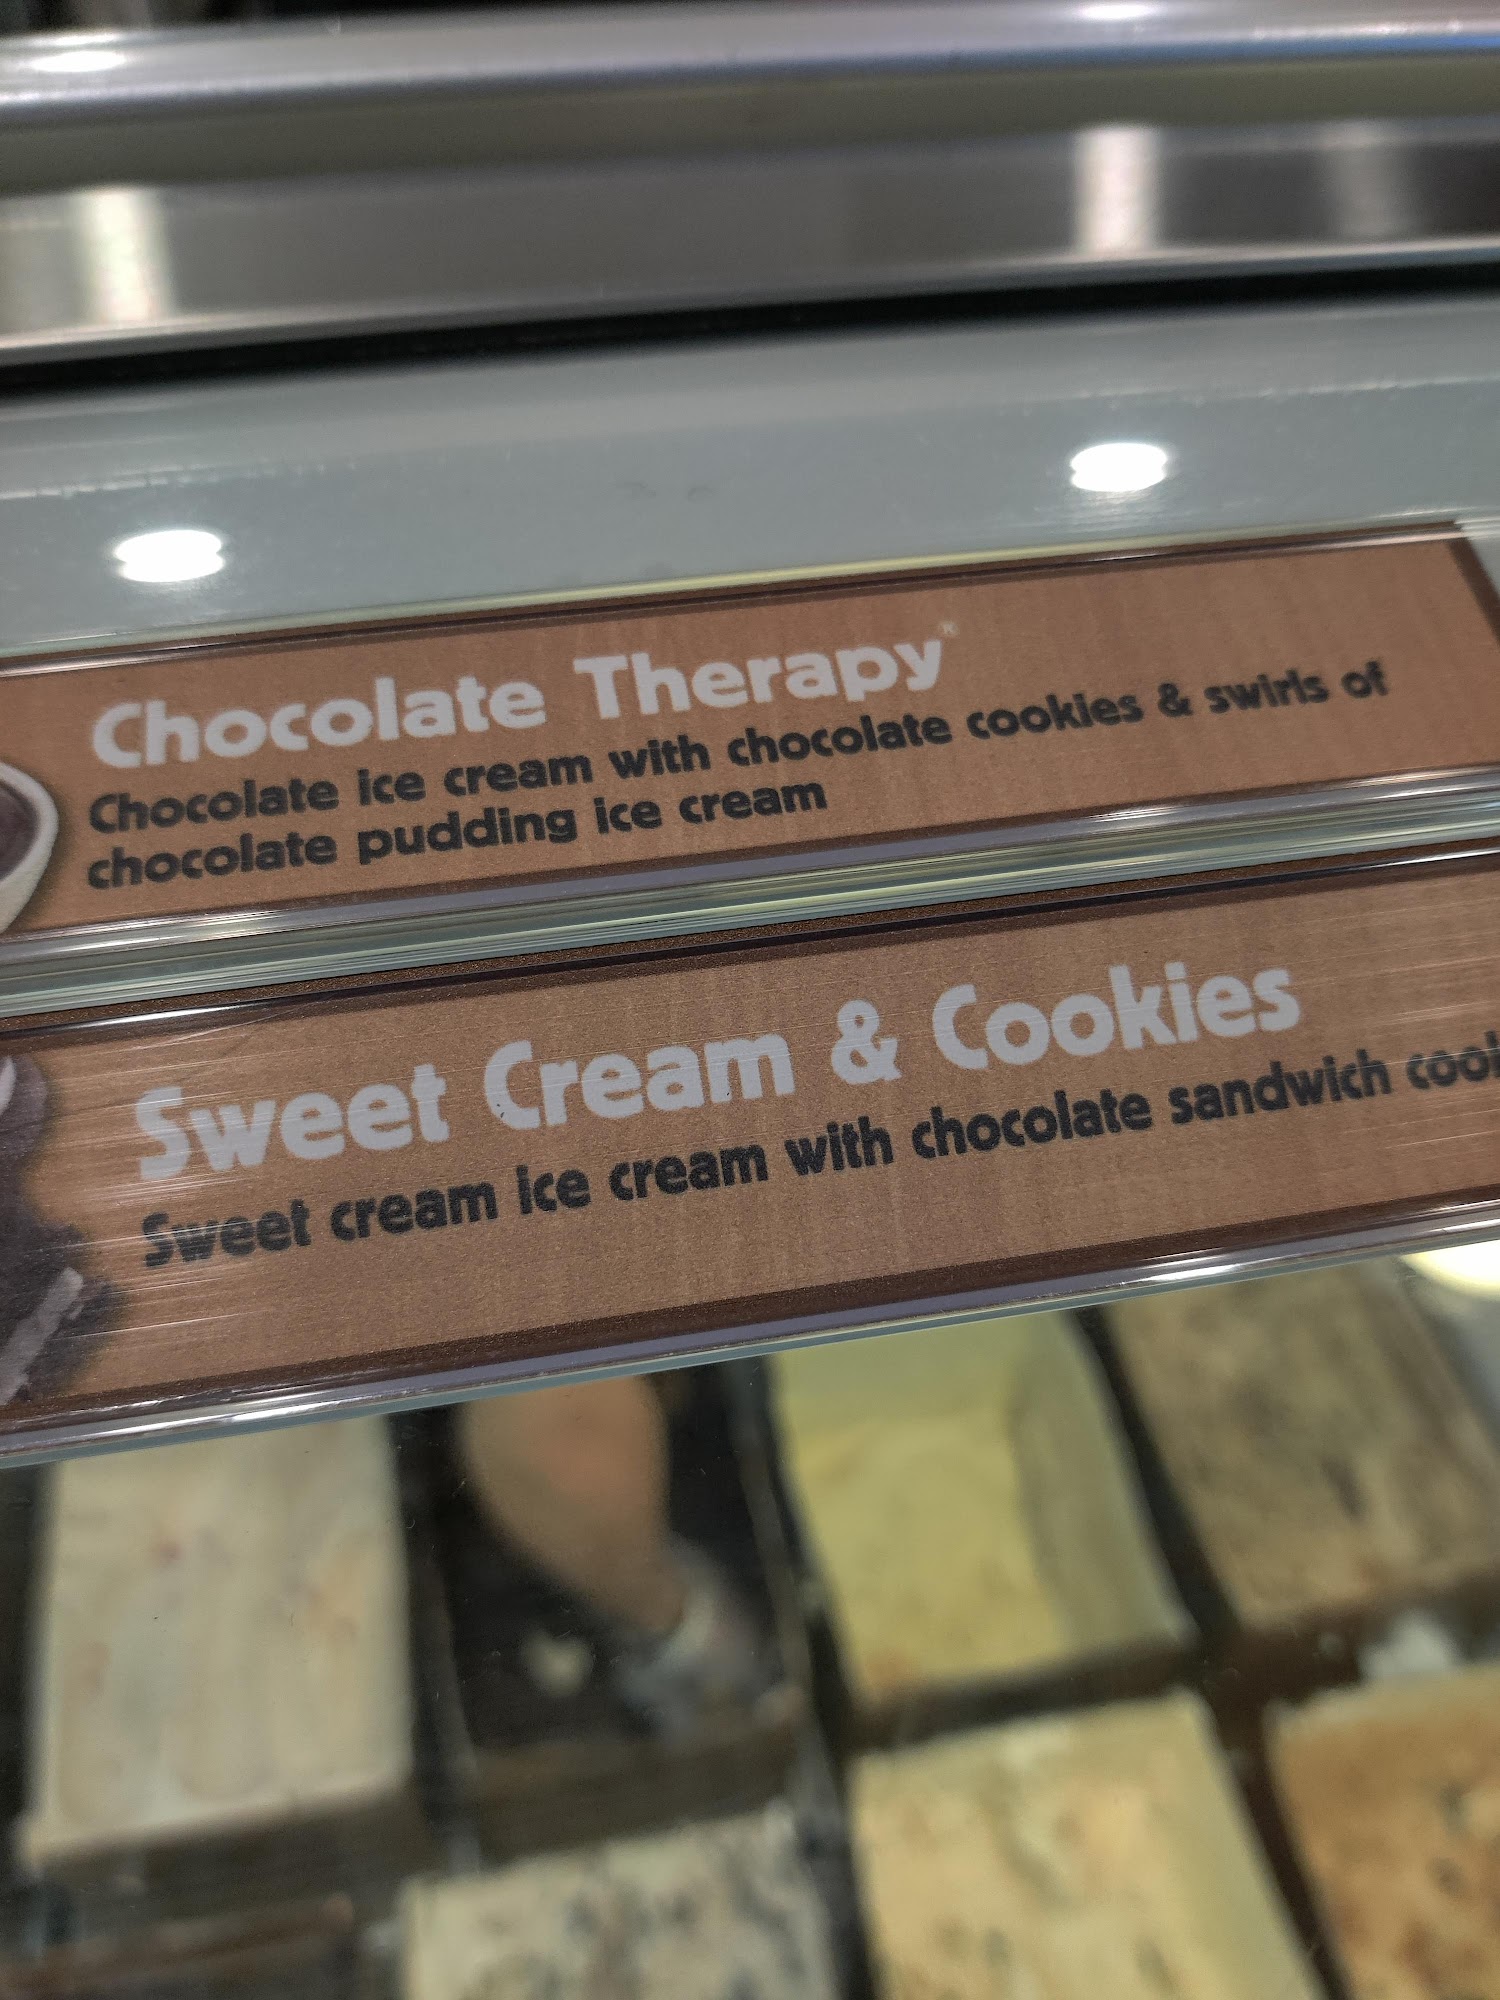 Chocolate Therapy®
Chocolate ice cream with chocolate cookies & swirls of
chocolate pudding ice cream
Sweet Cream & Cookies
Sweet cream ice cream with chocolate sandwich